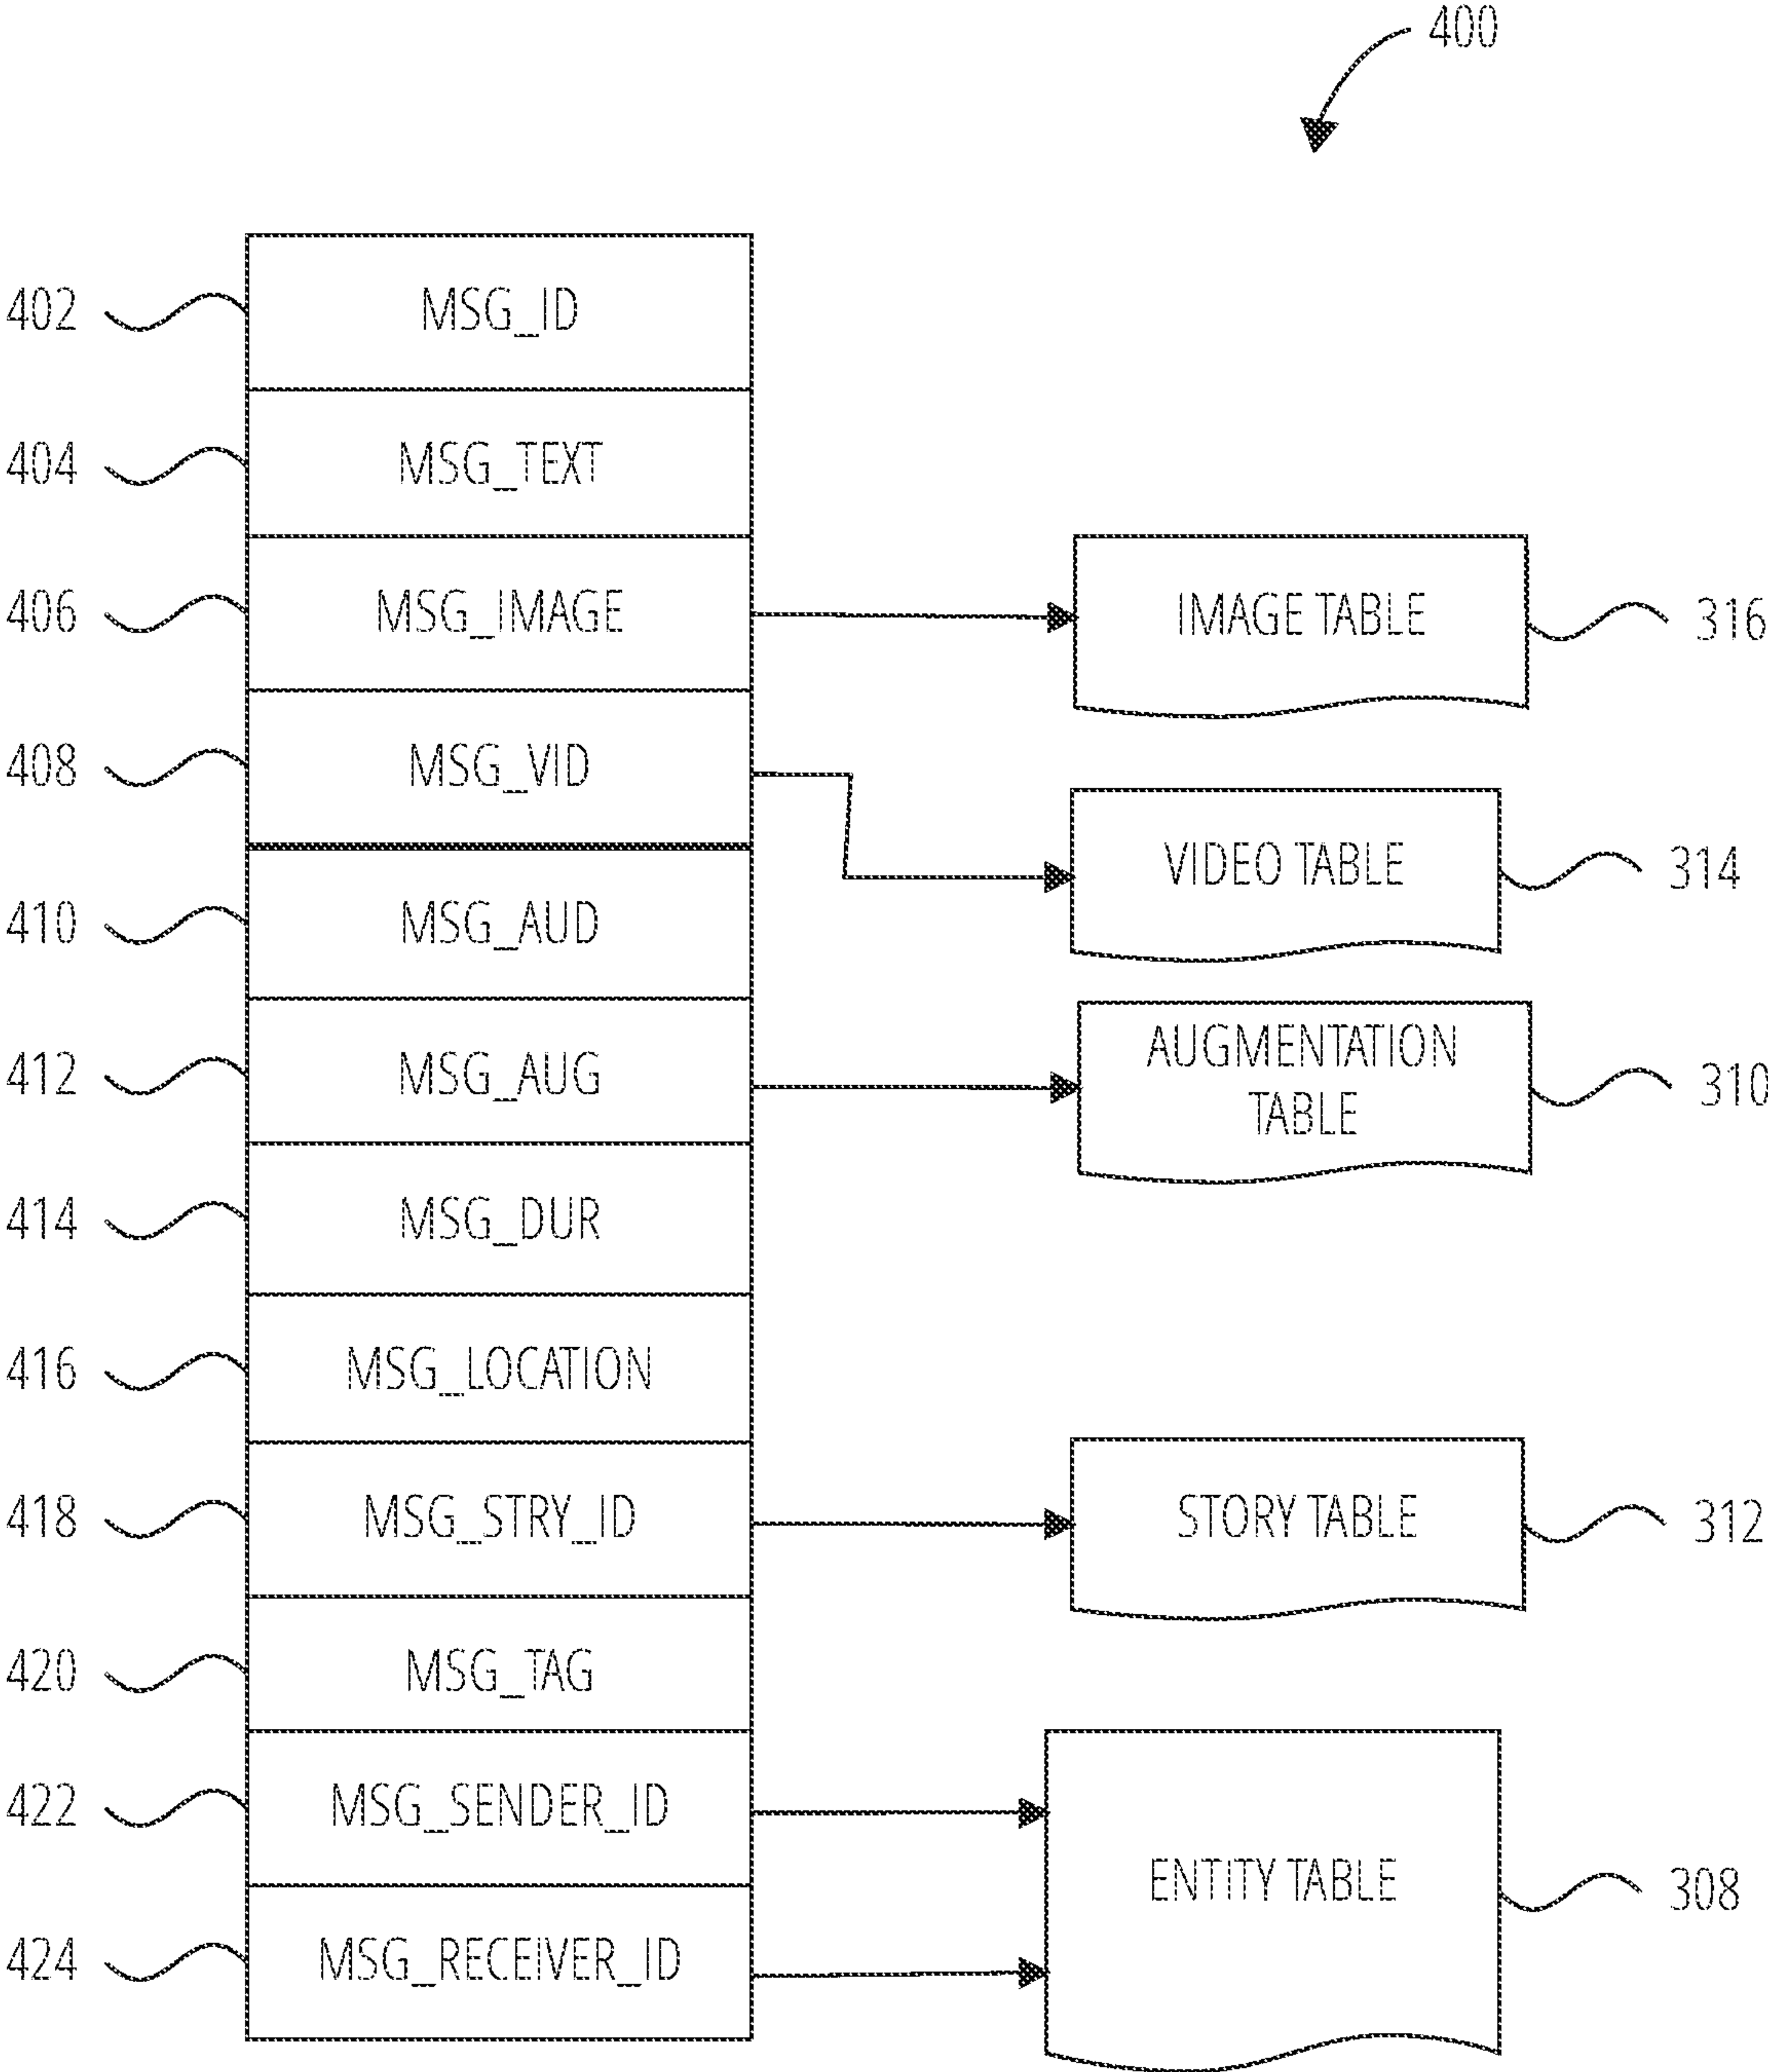 400
402 MSG_ID
404 MSG_TEXT
406 MSG_IMAGE IMAGE TABLE 316
408 MSG_VID
VIDEO TABLE 314
410 MSG_AUD
412 MSG_AUG AUGMENTATION
TABLE 310
414 MSG_DUR
416 MSG_LOCATION
418 MSG_STRY_ID STORY TABLE 312
420 MSG_TAG
422 MSG_SENDER_ID
ENTITY TABLE 308
424 MSG_RECEIVER_ID